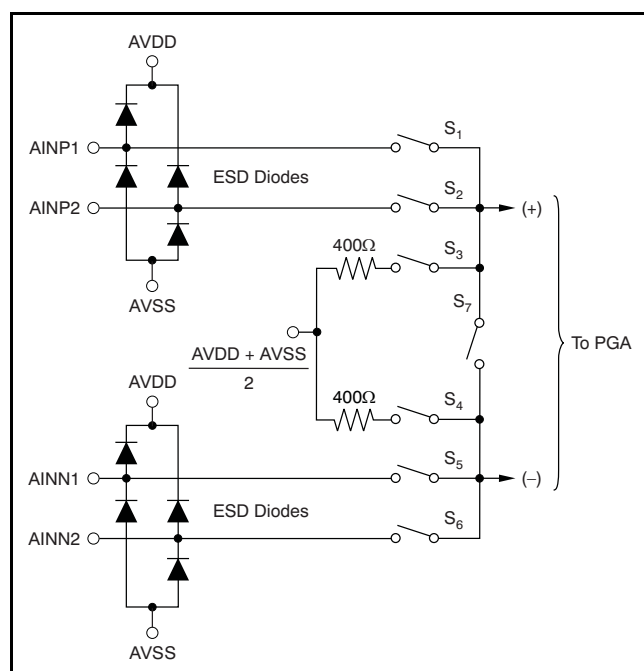 AVDD
AINP1
S1
ESD Diodes
AINP2
S2
(+)
400Ω
S3
S7
AVSS
To PGA
AVDD + AVSS
2
AVDD
400Ω
S4
AINN1
S5
(−)
ESD Diodes
AINN2
S6
AVSS